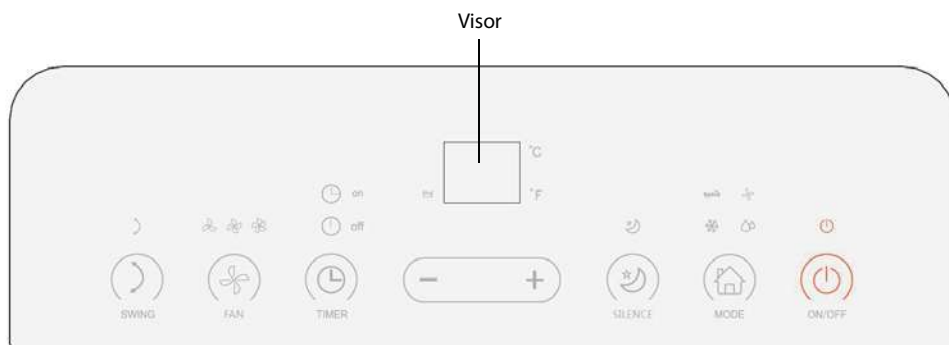 Visor
°C
°F
on
off
SWING
FAN
TIMER
SILENCE
MODE
ON/OFF